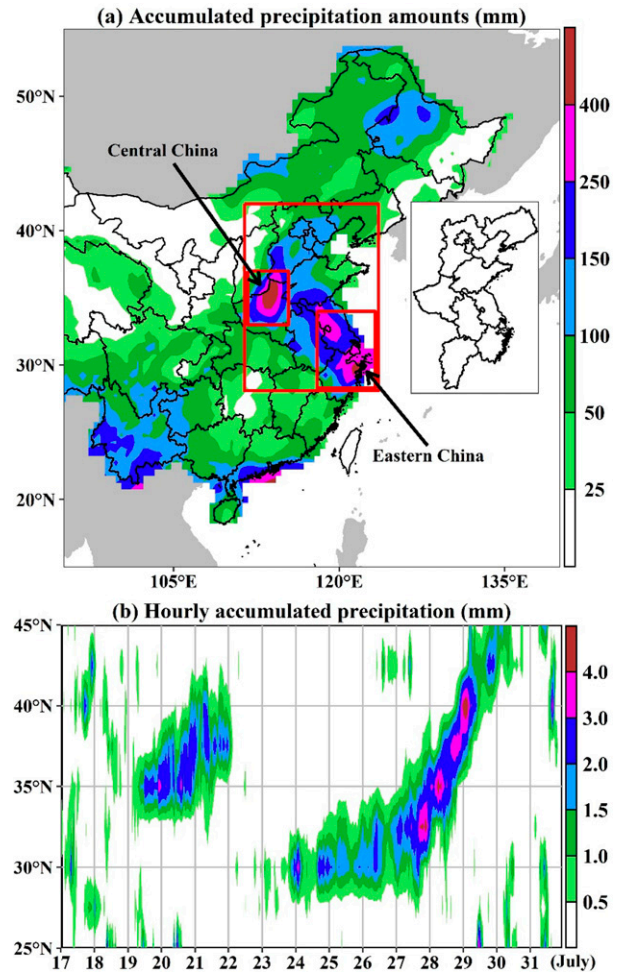 (a) Accumulated precipitation amounts (mm)
50°N
40°N
30°N
20°N
105°E 120°E 135°E
Central China
Eastern China
400
250
150
100
50
25
(b) Hourly accumulated precipitation (mm)
45°N
40°N
35°N
30°N
25°N
17 18 19 20 21 22 23 24 25 26 27 28 29 30 31 (July)
4.0
3.0
2.0
1.5
1.0
0.5